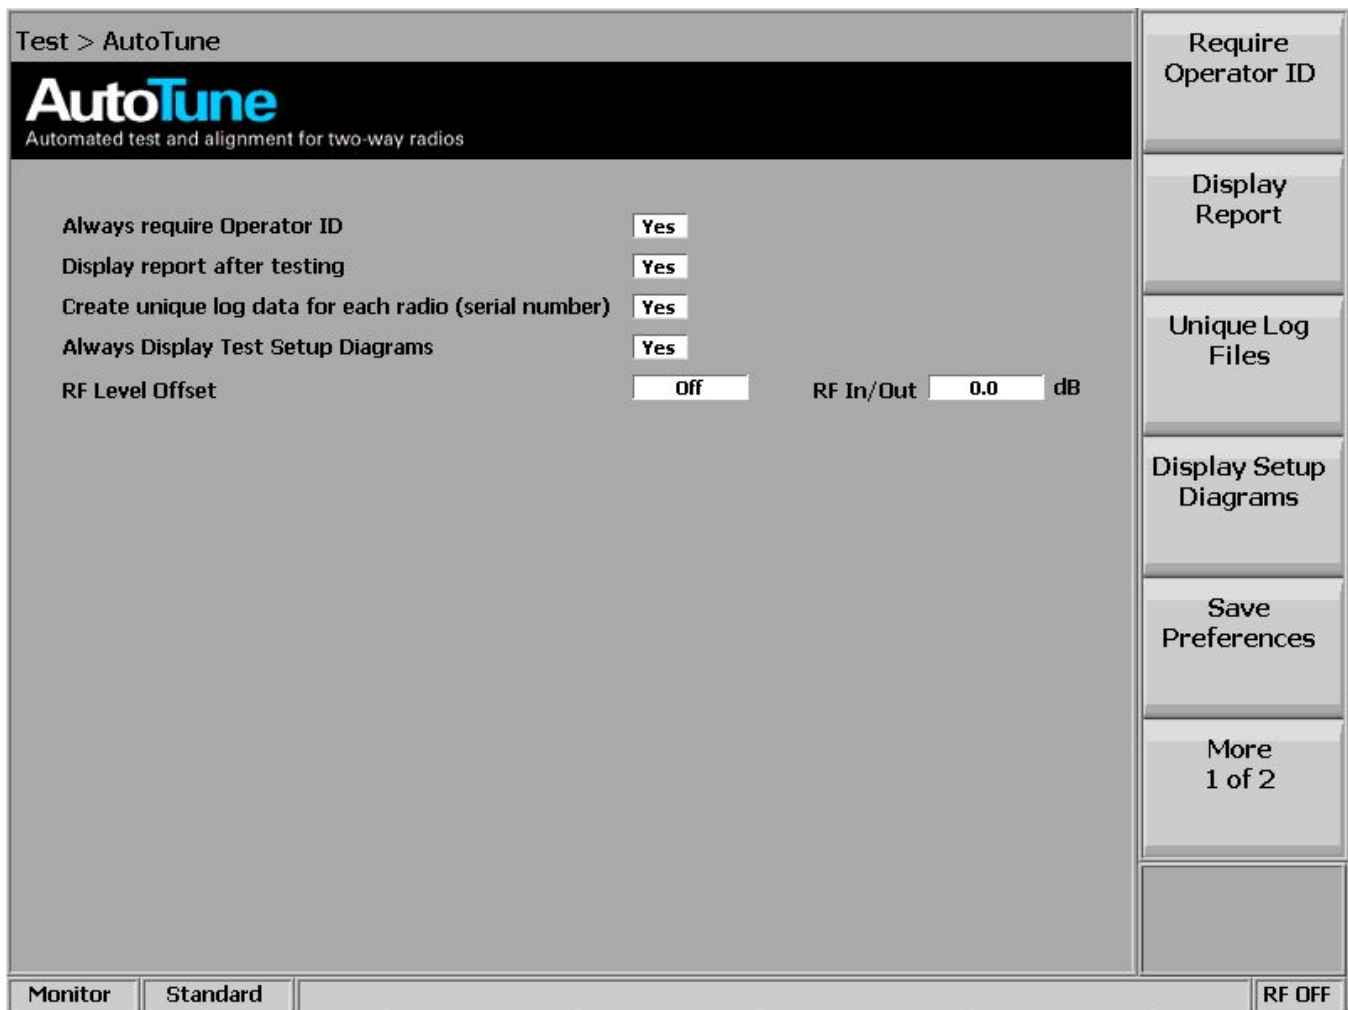 Test > AutoTune
AutoTune
Automated test and alignment for two-way radios
Always require Operator ID Yes
Display report after testing Yes
Create unique log data for each radio (serial number) Yes
Always Display Test Setup Diagrams Yes
RF Level Offset Off RF In/Out 0.0 dB
Require
Operator ID
Display
Report
Unique Log
Files
Display Setup
Diagrams
Save
Preferences
More
1 of 2
Monitor Standard RF OFF